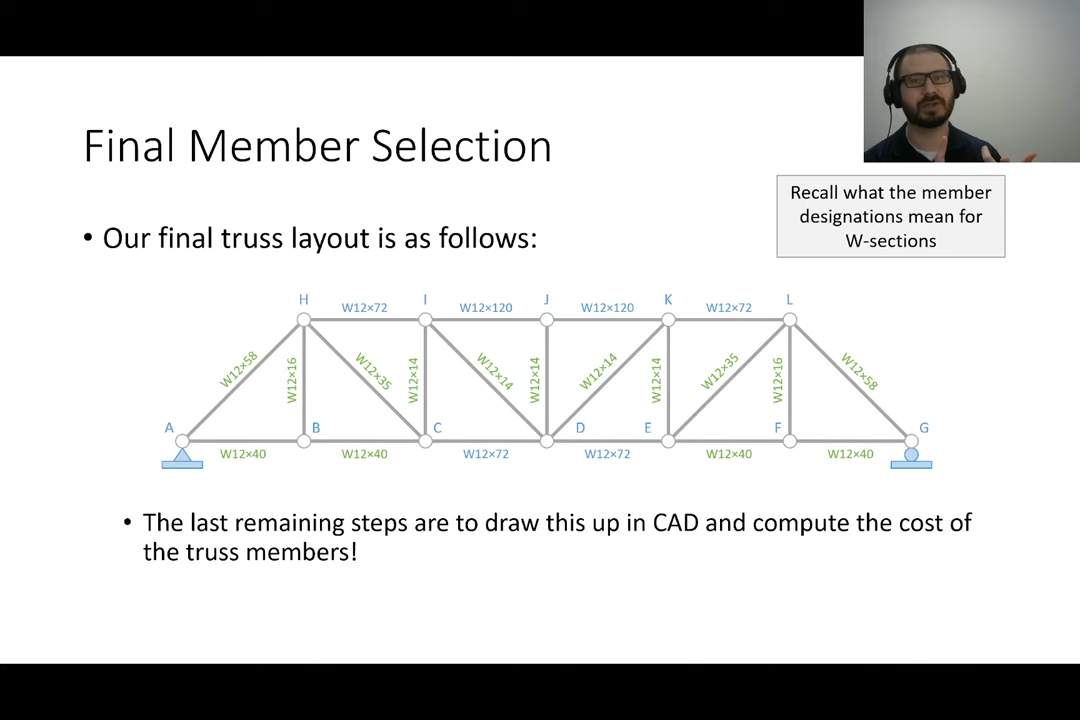 Final Member Selection
Recall what the member
designations mean for
W-sections
• Our final truss layout is as follows:
H
W12×72
I
W12×120
J
W12×120
K
W12×72
L
W12×58
W12×16
W12×35
W12×14
W12×14
W12×14
W12×14
W12×14
W12×35
W12×16
W12×58
A
B
C
D
E
F
G
W12×40
W12×40
W12×72
W12×72
W12×40
W12×40
• The last remaining steps are to draw this up in CAD and compute the cost of
the truss members!